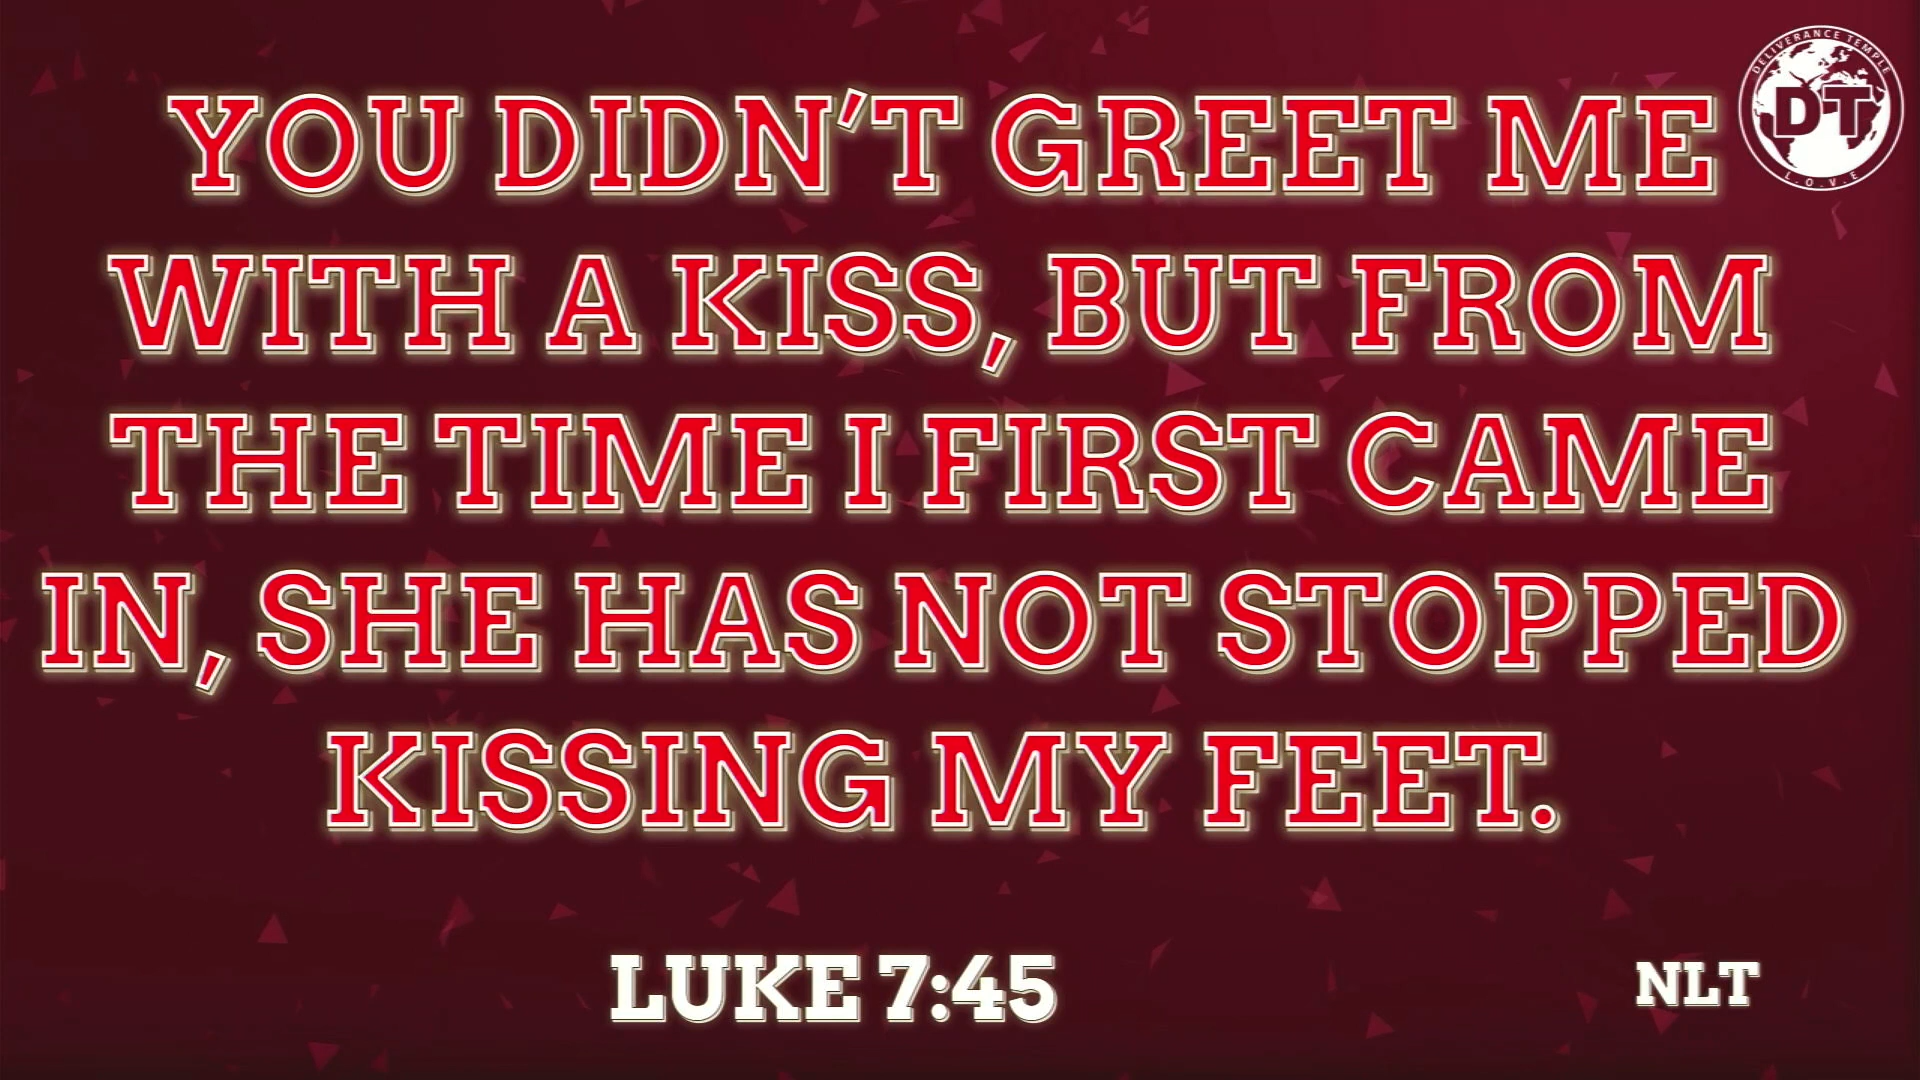 YOU DIDN'T GREET ME
WITH A KISS, BUT FROM
THE TIME I FIRST CAME
IN, SHE HAS NOT STOPPED
KISSING MY FEET.
LUKE 7:45
NLT
DELIVERANCE TEMPLE
DT
L.O.V.E